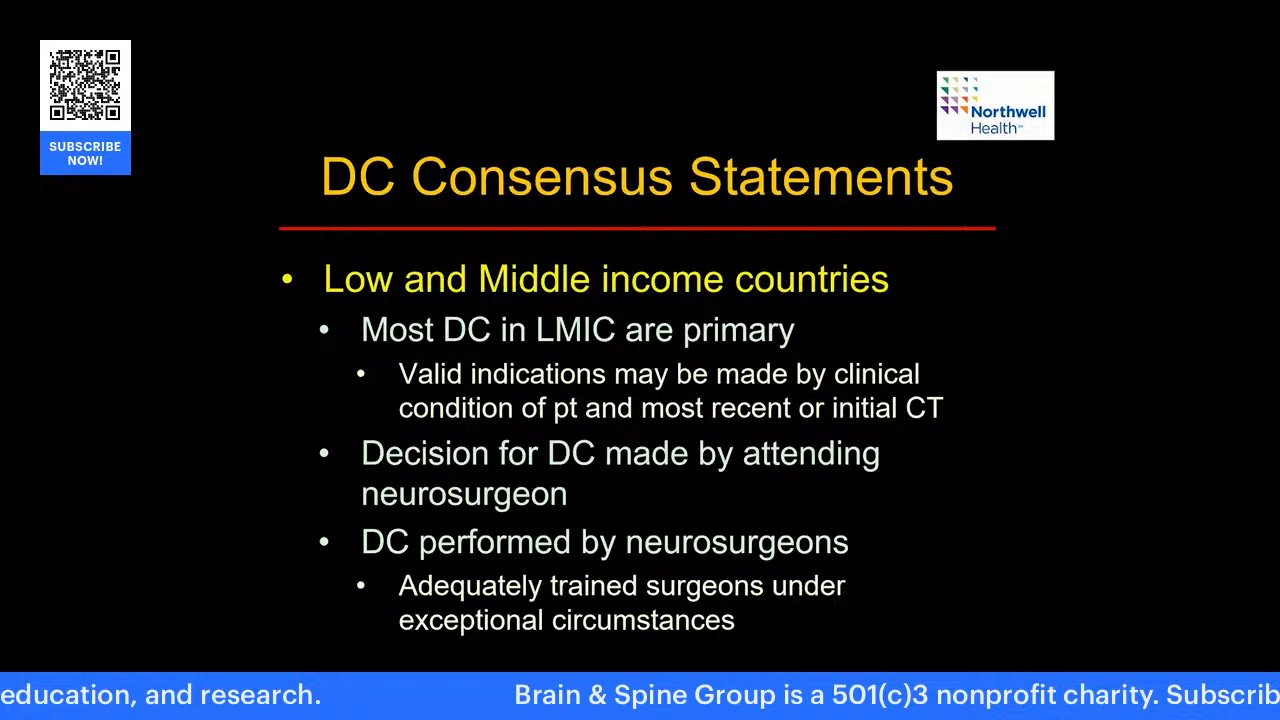 SUBSCRIBE
NOW!
Northwell
Health™
DC Consensus Statements
• Low and Middle income countries
• Most DC in LMIC are primary
• Valid indications may be made by clinical
condition of pt and most recent or initial CT
• Decision for DC made by attending
neurosurgeon
• DC performed by neurosurgeons
• Adequately trained surgeons under
exceptional circumstances
education, and research. Brain & Spine Group is a 501(c)3 nonprofit charity. Subscrib